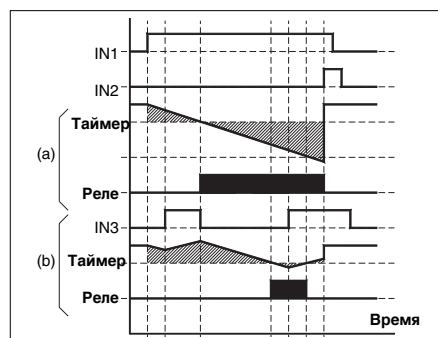 IN1
IN2
Таймер
(a)
Реле
IN3
(b)
Таймер
Реле
Время